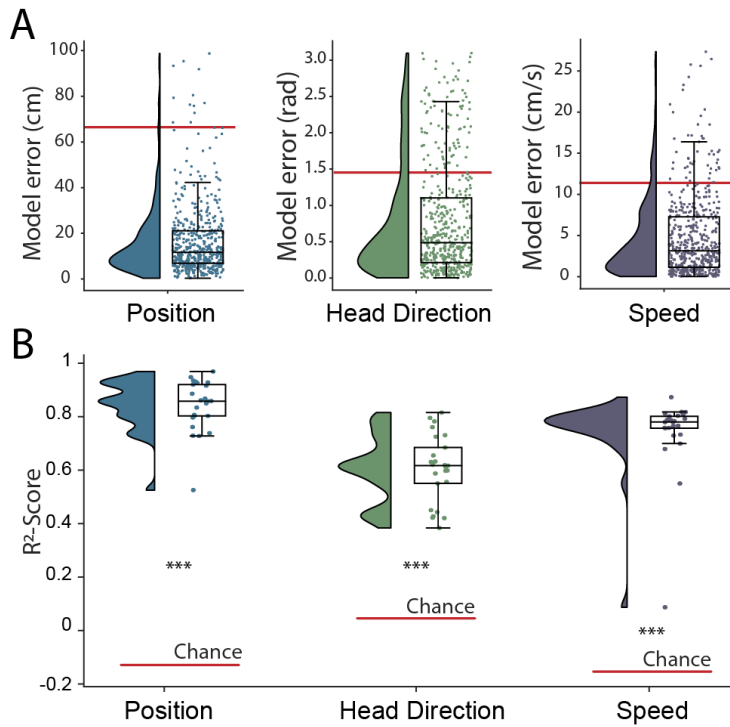 A
Model error (cm)
100
80
60
40
20
0
Position
Model error (rad)
3.0
2.5
2.0
1.5
1.0
0.5
0.0
Head Direction
Model error (cm/s)
25
20
15
10
5
0
Speed
B
R²-Score
1
0.8
0.6
0.4
0.2
0
-0.2
***
Chance
Position
***
Chance
Head Direction
***
Chance
Speed